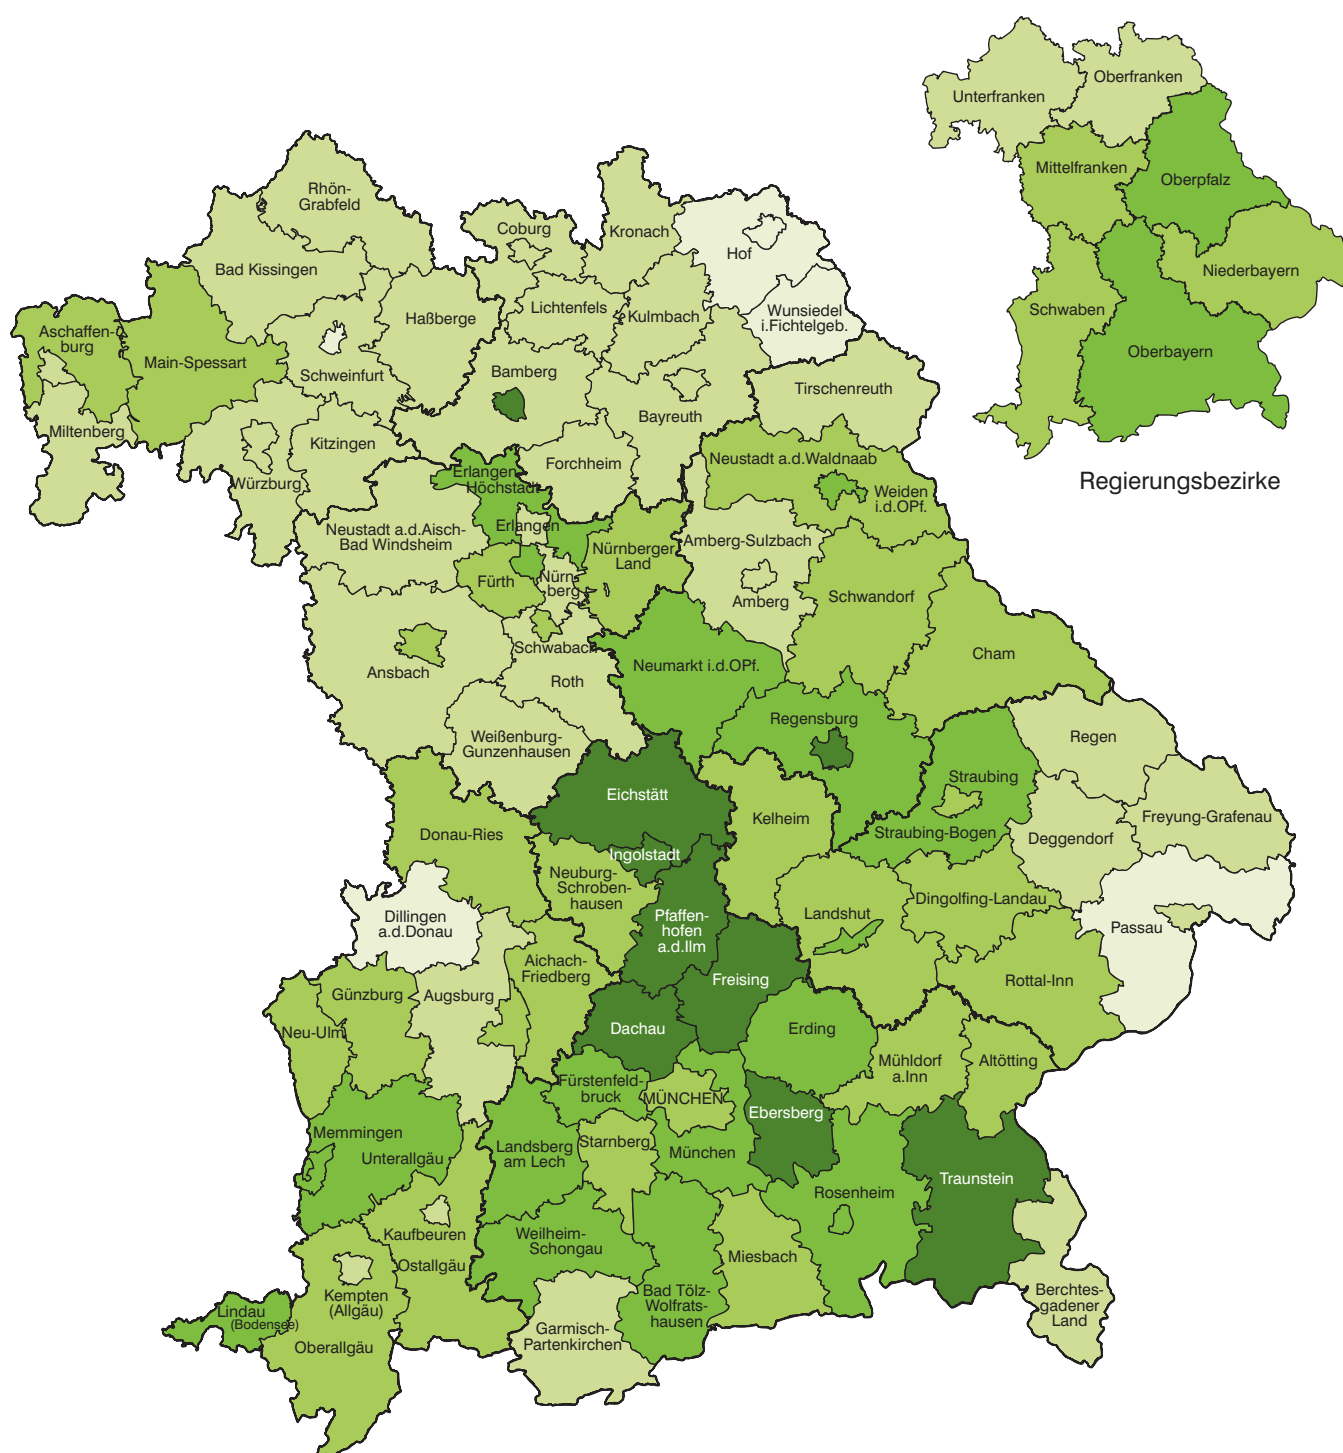 Unterfranken
Oberfranken
Mittelfranken
Oberpfalz
Niederbayern
Schwaben
Oberbayern
Regierungsbezirke
Rhön-
Grabfeld
Coburg
Kronach
Hof
Bad Kissingen
Lichtenfels
Kulmbach
Wunsiedel
i.Fichtelgeb.
Haßberge
Aschaffen-
burg
Main-Spessart
Schweinfurt
Bamberg
Tirschenreuth
Bayreuth
Miltenberg
Kitzingen
Würzburg
Forchheim
Erlangen-
Höchstadt
Neustadt a.d.Waldnaab
Weiden
i.d.OPf.
Neustadt a.d.Aisch-
Bad Windsheim
Erlangen
Nürnberger
Land
Amberg-Sulzbach
Fürth
Nürn-
berg
Amberg
Schwandorf
Ansbach
Schwabach
Roth
Neumarkt i.d.OPf.
Cham
Weißenburg-
Gunzenhausen
Regensburg
Regen
Eichstätt
Straubing
Kelheim
Freyung-Grafenau
Donau-Ries
Straubing-Bogen
Deggendorf
Ingolstadt
Neuburg-
Schroben-
hausen
Dillingen
a.d.Donau
Pfaffen-
hofen
a.d.Ilm
Landshut
Dingolfing-Landau
Passau
Aichach-
Friedberg
Günzburg
Augsburg
Freising
Rottal-Inn
Neu-Ulm
Dachau
Erding
Mühldorf
a.Inn
Altötting
Fürstenfeld-
bruck
MÜNCHEN
Ebersberg
Memmingen
Unterallgäu
Landsberg
am Lech
Starnberg
München
Traunstein
Rosenheim
Kaufbeuren
Weilheim-
Schongau
Ostallgäu
Miesbach
Kempten
(Allgäu)
Bad Tölz-
Wolfrats-
hausen
Berchtes-
gadener
Land
Lindau
(Bodensee)
Oberallgäu
Garmisch-
Partenkirchen